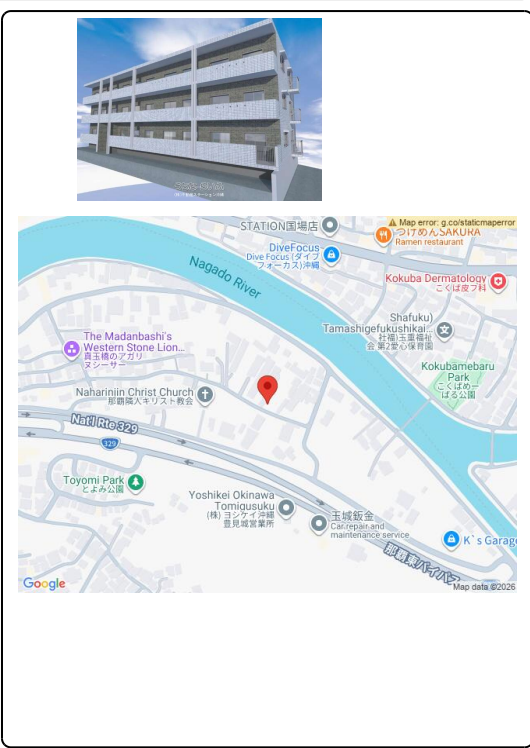 STATION国場店
Map error: g.co/staticmaperror
つけめんSAKURA
Ramen restaurant
DiveFocus
Dive Focus (ダイブ
フォーカス)沖縄
Nagado River
Kokuba Dermatology
こくば皮フ科
Shafuku)
Tamashigefukushikai...
社福)玉重福祉
会 第2愛心保育園
The Madanbashi's
Western Stone Lion...
真玉橋のアガリ
ヌシーサー
Kokubamebaru
Park
こくばめー
ばる公園
Naharinjin Christ Church
那覇隣人キリスト教会
Nat'l Rte 329
329
Toyomi Park
とよみ公園
Yoshikei Okinawa
Tomigusuku
(株) ヨシケイ沖縄
豊見城営業所
玉城鈑金
Car repair and
maintenance service
K`s Garage
那覇東バイパス
Google
Map data ©2026